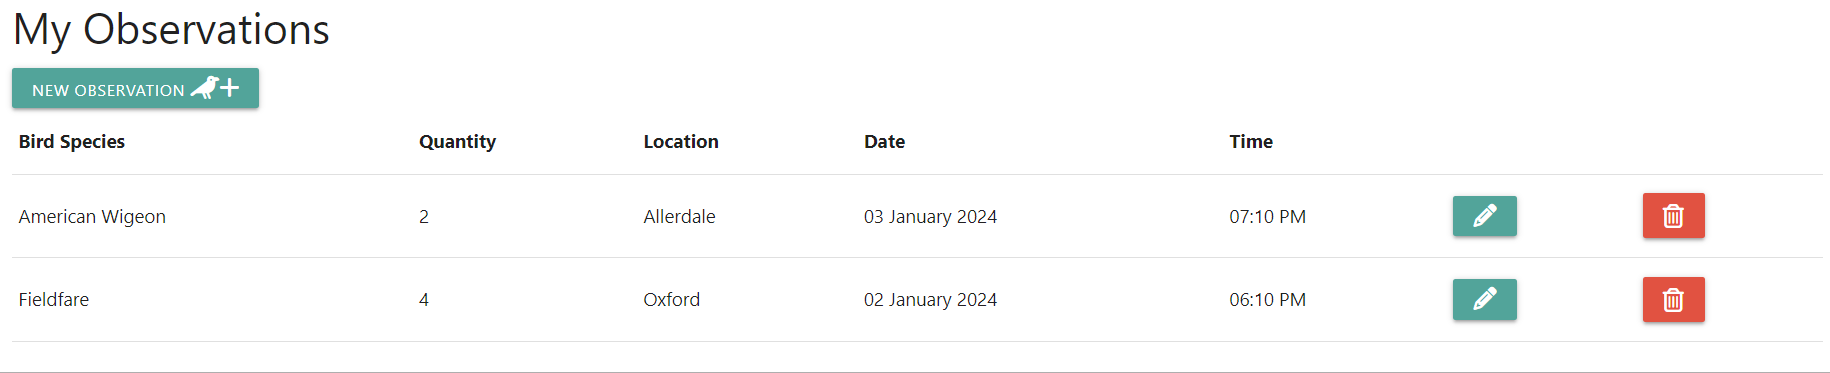 My Observations
NEW OBSERVATION
Bird Species Quantity Location Date Time
American Wigeon 2 Allerdale 03 January 2024 07:10 PM
Fieldfare 4 Oxford 02 January 2024 06:10 PM